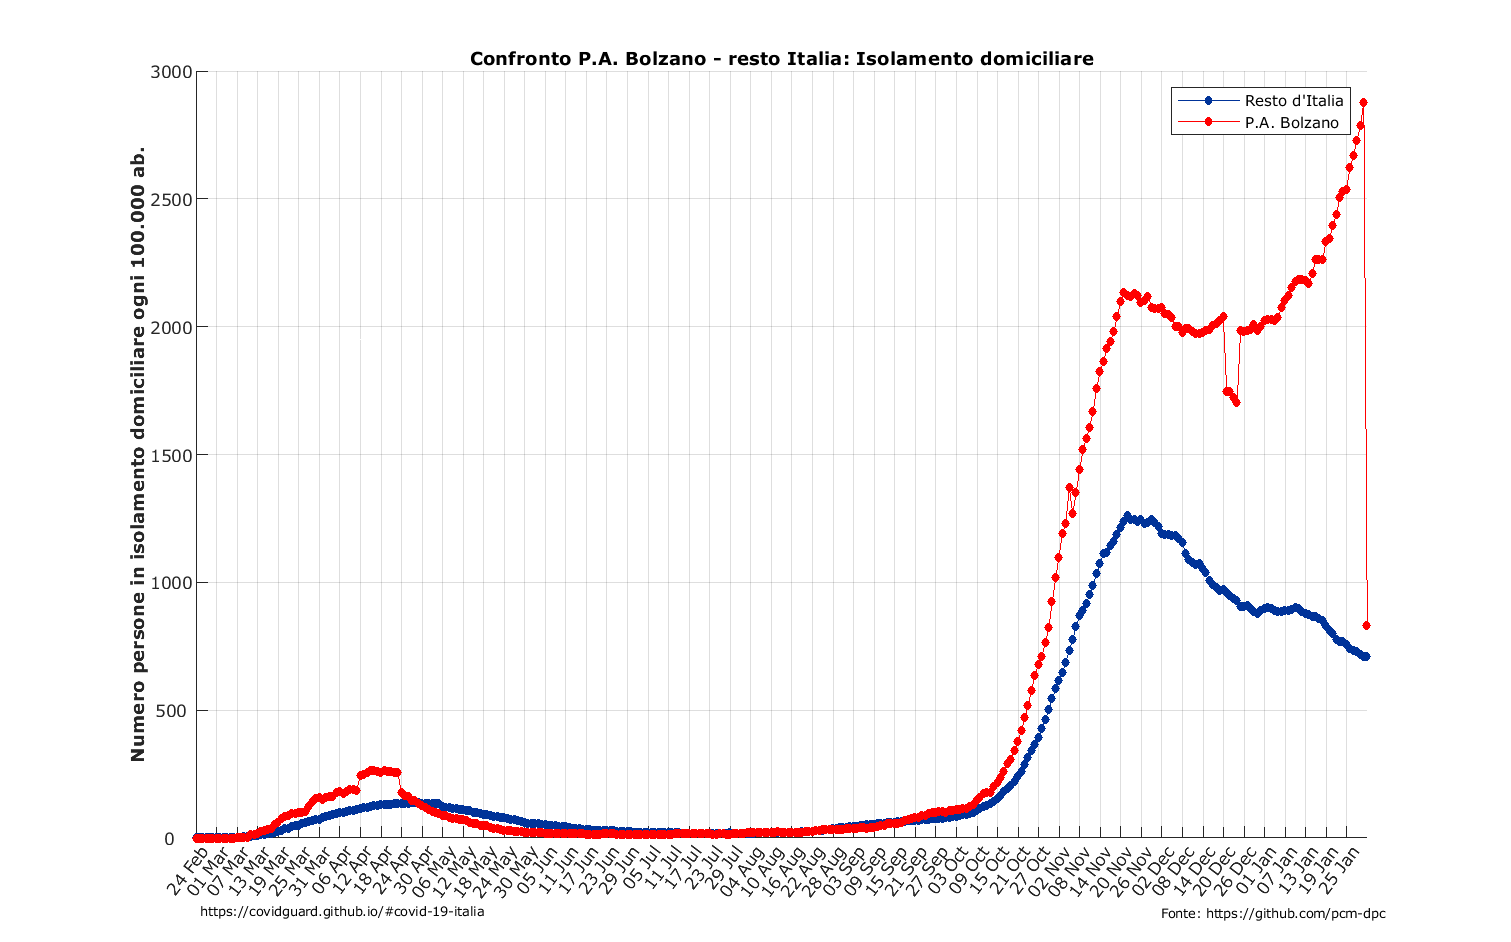 Confronto P.A. Bolzano - resto Italia: Isolamento domiciliare
Resto d'Italia
P.A. Bolzano
Numero persone in isolamento domiciliare ogni 100.000 ab.
3000
2500
2000
1500
1000
500
0
24 Feb
01 Mar
07 Mar
13 Mar
19 Mar
25 Mar
31 Mar
06 Apr
12 Apr
18 Apr
24 Apr
30 Apr
06 May
12 May
18 May
24 May
30 May
05 Jun
11 Jun
17 Jun
23 Jun
29 Jun
05 Jul
11 Jul
17 Jul
23 Jul
29 Jul
04 Aug
10 Aug
16 Aug
22 Aug
28 Aug
03 Sep
09 Sep
15 Sep
21 Sep
27 Sep
03 Oct
09 Oct
15 Oct
21 Oct
27 Oct
02 Nov
08 Nov
14 Nov
20 Nov
26 Nov
02 Dec
08 Dec
14 Dec
20 Dec
26 Dec
01 Jan
07 Jan
13 Jan
19 Jan
25 Jan
https://covidguard.github.io/#covid-19-italia
Fonte: https://github.com/pcm-dpc